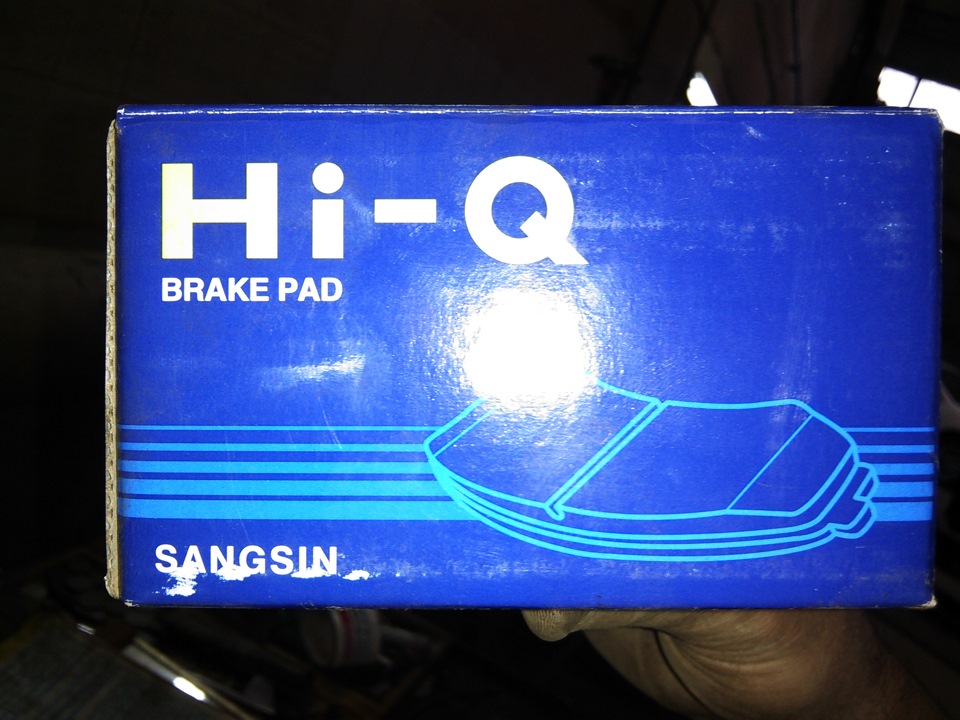 Hi-Q
BRAKE PAD
SANGSIN